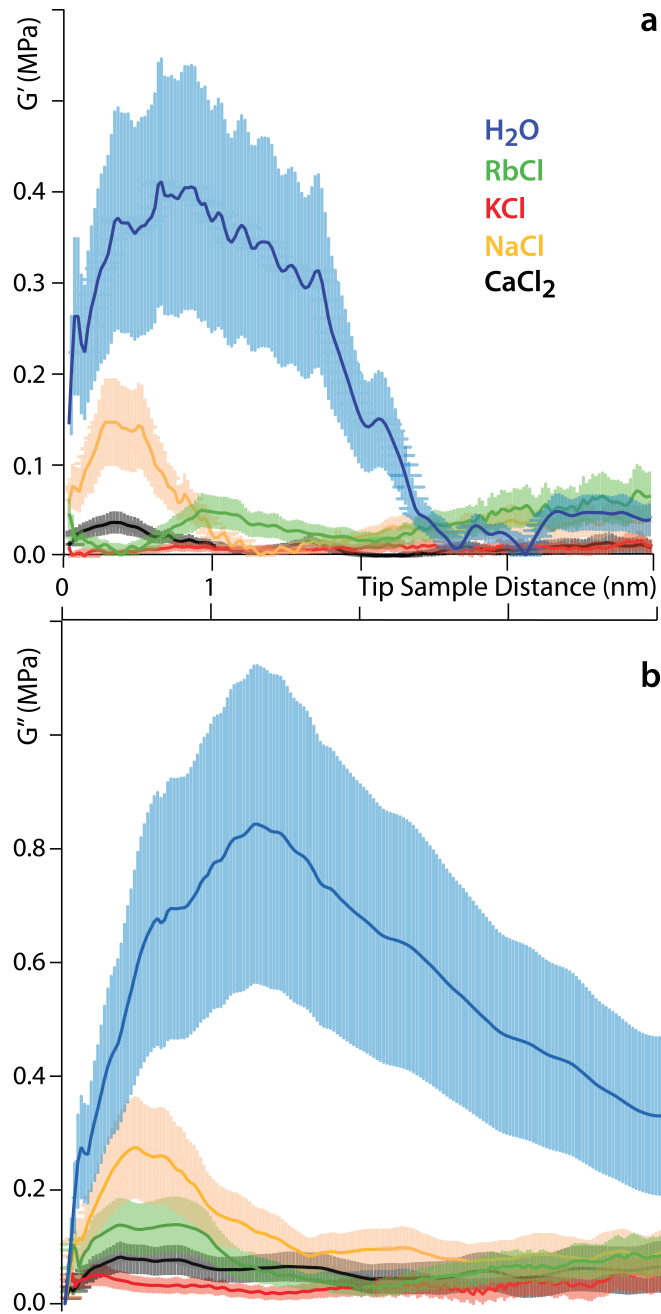 a
G′ (MPa)
H₂O
RbCl
KCl
NaCl
CaCl₂
0.4
0.3
0.2
0.1
0.0
0
1
Tip Sample Distance (nm)
b
G″ (MPa)
0.8
0.6
0.4
0.2
0.0